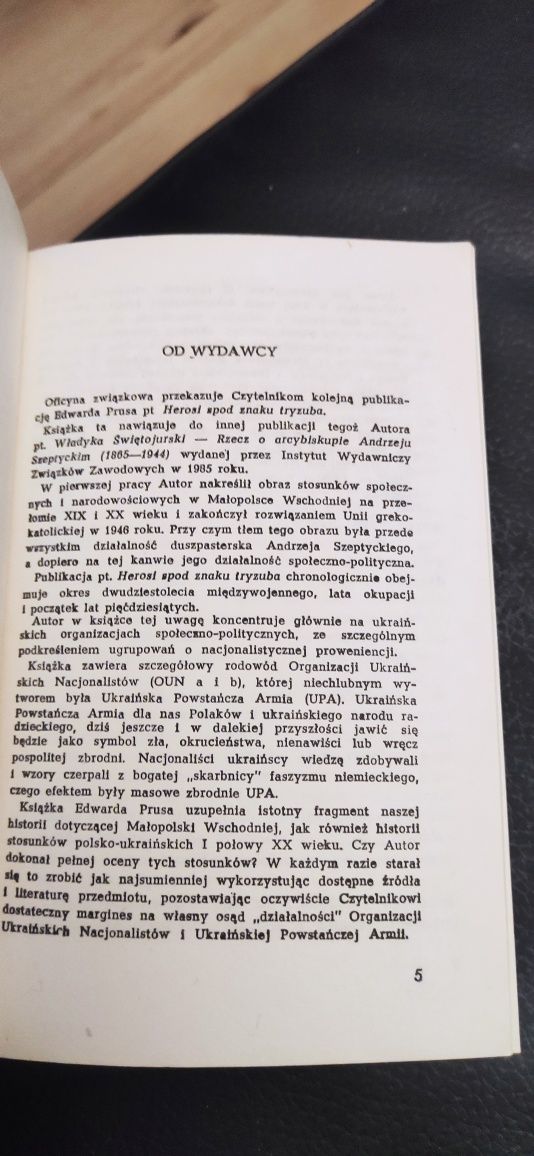 OD WYDAWCY
Oficyna związkowa przekazuje Czytelnikom kolejną publika-
cję Edwarda Prusa pt Herosi spod znaku tryzuba.
Książka ta nawiązuje do innej publikacji tegoż Autora
pt. Władyka Świętojurski — Rzecz o arcybiskupie Andrzeju
Szeptyckim (1865—1944) wydanej przez Instytut Wydawniczy
Związków Zawodowych w 1985 roku.
W pierwszej pracy Autor nakreślił obraz stosunków społecz-
nych i narodowościowych w Małopolsce Wschodniej na prze-
łomie XIX i XX wieku i zakończył rozwiązaniem Unii greko-
katolickiej w 1946 roku. Przy czym tłem tego obrazu była przede
wszystkim działalność duszpasterska Andrzeja Szeptyckiego,
a dopiero na tej kanwie jego działalność społeczno-polityczna.
Publikacja pt. Herosi spod znaku tryzuba chronologicznie obej-
muje okres dwudziestolecia międzywojennego, lata okupacji
i początek lat pięćdziesiątych.
Autor w książce tej uwagę koncentruje głównie na ukraiń-
skich organizacjach społeczno-politycznych, ze szczególnym
podkreśleniem ugrupowań o nacjonalistycznej proweniencji.
Książka zawiera szczegółowy rodowód Organizacji Ukraiń-
skich Nacjonalistów (OUN a i b), której niechlubnym wy-
tworem była Ukraińska Powstańcza Armia (UPA). Ukraińska
Powstańcza Armia dla nas Polaków i ukraińskiego narodu ra-
dzieckiego, dziś jeszcze i w dalekiej przyszłości jawić się
będzie jako symbol zła, okrucieństwa, nienawiści lub wręcz
pospolitej zbrodni. Nacjonaliści ukraińscy wiedzę zdobywali
i wzory czerpali z bogatej „skarbnicy" faszyzmu niemieckiego,
czego efektem były masowe zbrodnie UPA.
Książka Edwarda Prusa uzupełnia istotny fragment naszej
historii dotyczącej Małopolski Wschodniej, jak również historii
stosunków polsko-ukraińskich I połowy XX wieku. Czy Autor
dokonał pełnej oceny tych stosunków? W każdym razie starał
się to zrobić jak najsumienniej wykorzystując dostępne źródła
i literaturę przedmiotu, pozostawiając oczywiście Czytelnikowi
dostateczny margines na własny osąd „działalności" Organizacji
Ukraińskich Nacjonalistów i Ukraińskiej Powstańczej Armii.
5